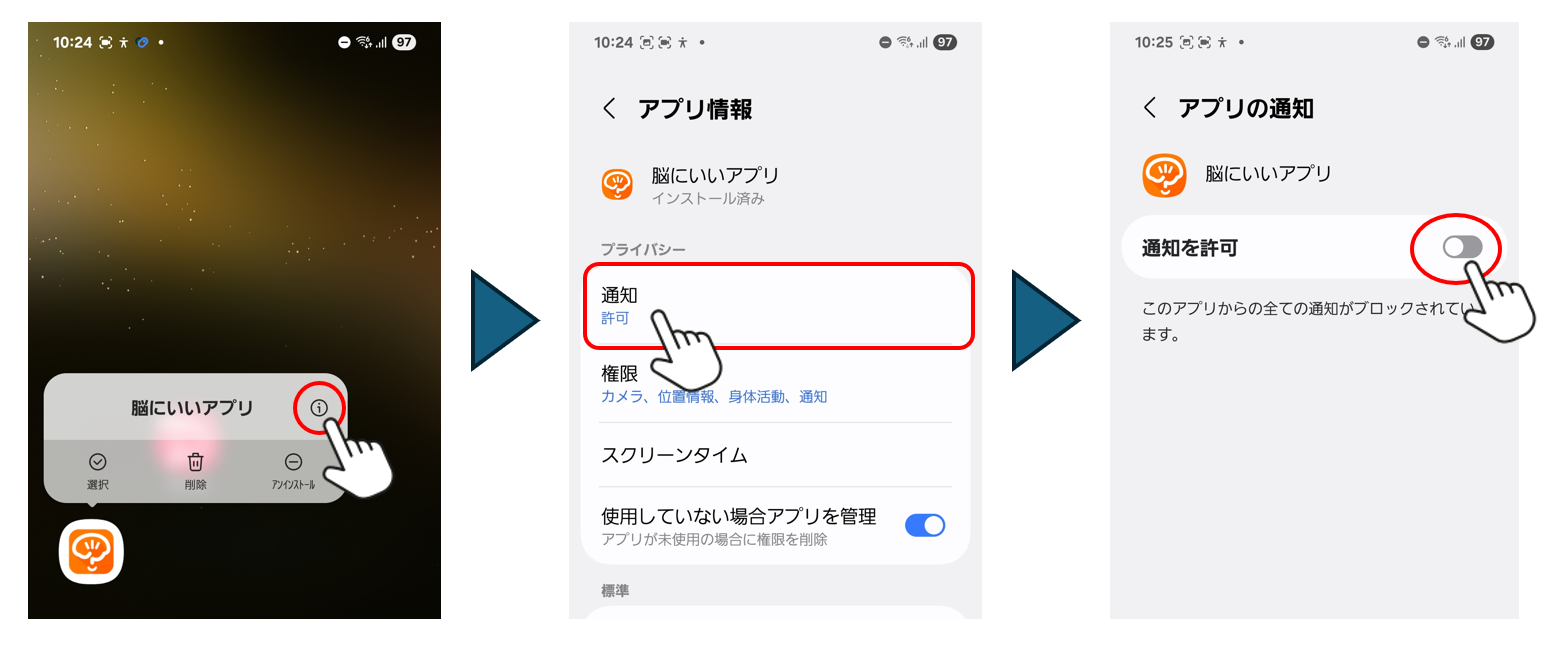 10:24
97
脳にいいアプリ
選択
削除
アンインストール
10:24
97
アプリ情報
脳にいいアプリ
インストール済み
プライバシー
通知
許可
権限
カメラ、位置情報、身体活動、通知
スクリーンタイム
使用していない場合アプリを管理
アプリが未使用の場合に権限を削除
標準
10:25
97
アプリの通知
脳にいいアプリ
通知を許可
このアプリからの全ての通知がブロックされてい
ます。